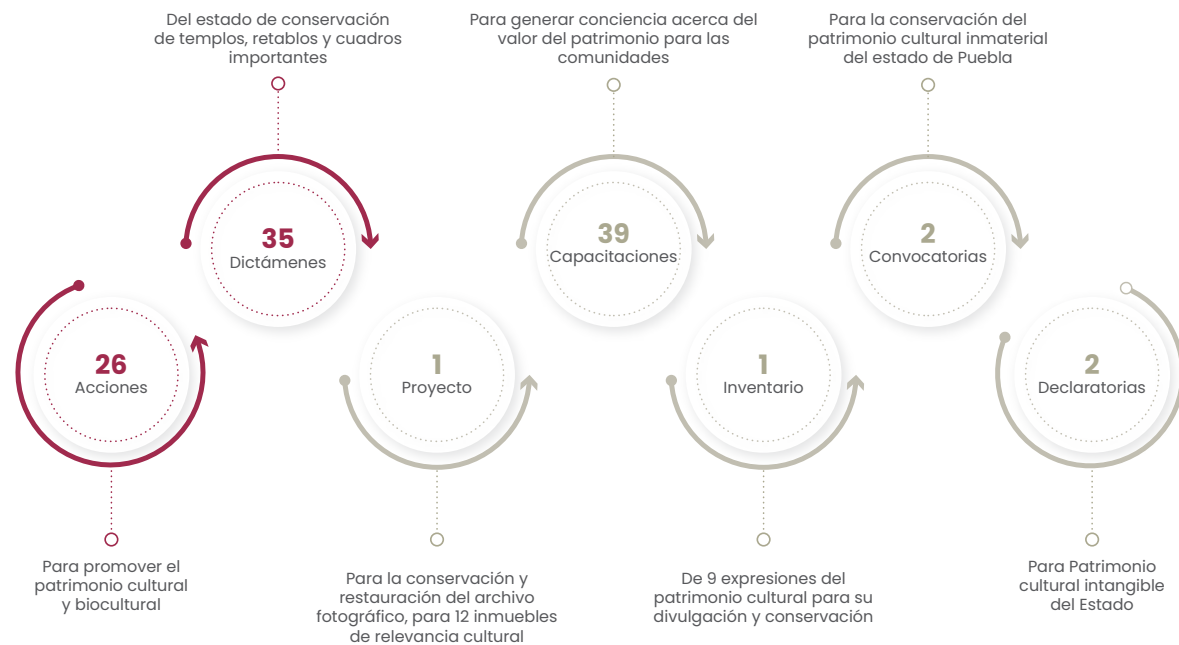 Del estado de conservación
de templos, retablos y cuadros
importantes
Para generar conciencia acerca del
valor del patrimonio para las
comunidades
Para la conservación del
patrimonio cultural inmaterial
del estado de Puebla
35
Dictámenes
39
Capacitaciones
2
Convocatorias
26
Acciones
1
Proyecto
1
Inventario
2
Declaratorias
Para promover el
patrimonio cultural
y biocultural
Para la conservación y
restauración del archivo
fotográfico, para 12 inmuebles
de relevancia cultural
De 9 expresiones del
patrimonio cultural para su
divulgación y conservación
Para Patrimonio
cultural intangible
del Estado